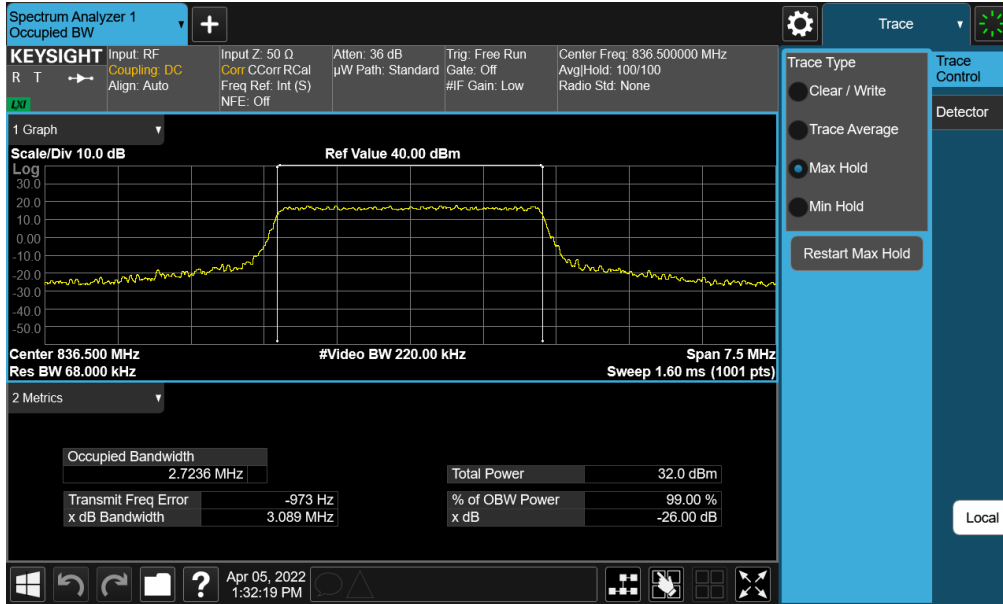 Spectrum Analyzer 1
Occupied BW
+
Trace
KEYSIGHT
R T
LXI
Input: RF
Coupling: DC
Align: Auto
Input Z: 50 Ω
Corr CCorr RCal
Freq Ref: Int (S)
NFE: Off
Atten: 36 dB
µW Path: Standard
Trig: Free Run
Gate: Off
#IF Gain: Low
Center Freq: 836.500000 MHz
Avg|Hold: 100/100
Radio Std: None
Trace Type
Clear / Write
Trace Average
Max Hold
Min Hold
Restart Max Hold
Trace
Control
Detector
Local
1 Graph
Scale/Div 10.0 dB
Ref Value 40.00 dBm
Log
30.0
20.0
10.0
0.00
-10.0
-20.0
-30.0
-40.0
-50.0
Center 836.500 MHz
#Video BW 220.00 kHz
Span 7.5 MHz
Res BW 68.000 kHz
Sweep 1.60 ms (1001 pts)
2 Metrics
Occupied Bandwidth
2.7236 MHz
Total Power 32.0 dBm
Transmit Freq Error -973 Hz
% of OBW Power 99.00 %
x dB Bandwidth 3.089 MHz
x dB -26.00 dB
?
Apr 05, 2022
1:32:19 PM